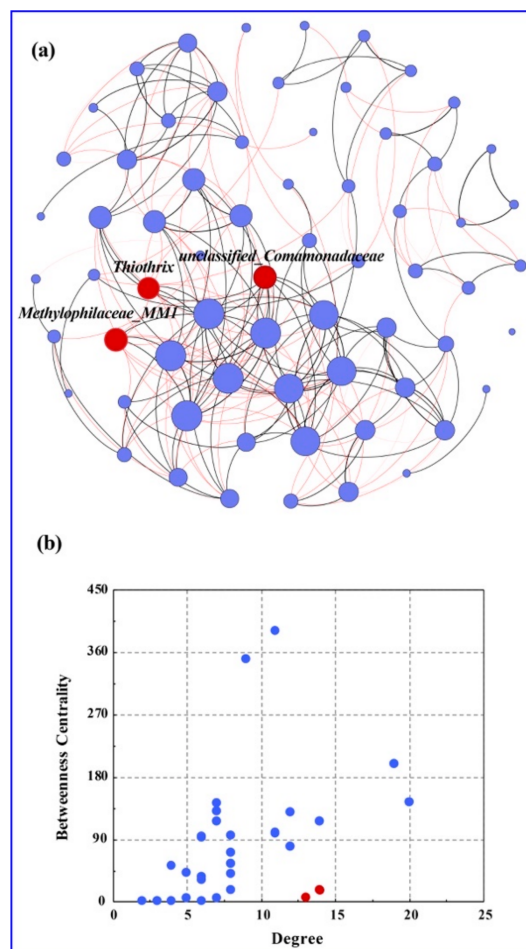 (a)
unclassified_Comamonadaceae
Thiothrix
Methylophilaceae_MM1
(b)
450
360
270
180
90
0
0
5
10
15
20
25
Betweenness Centrality
Degree